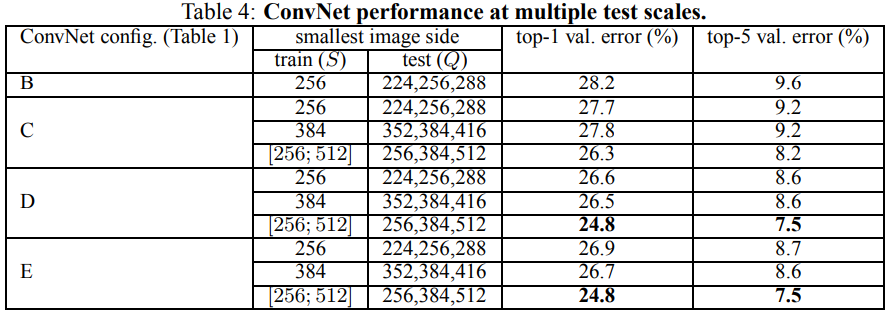 Table 4: ConvNet performance at multiple test scales.
ConvNet config. (Table 1) smallest image side top-1 val. error (%) top-5 val. error (%)
train (S) test (Q)
B 256 224,256,288 28.2 9.6
256 224,256,288 27.7 9.2
C 384 352,384,416 27.8 9.2
[256; 512] 256,384,512 26.3 8.2
256 224,256,288 26.6 8.6
D 384 352,384,416 26.5 8.6
[256; 512] 256,384,512 24.8 7.5
256 224,256,288 26.9 8.7
E 384 352,384,416 26.7 8.6
[256; 512] 256,384,512 24.8 7.5